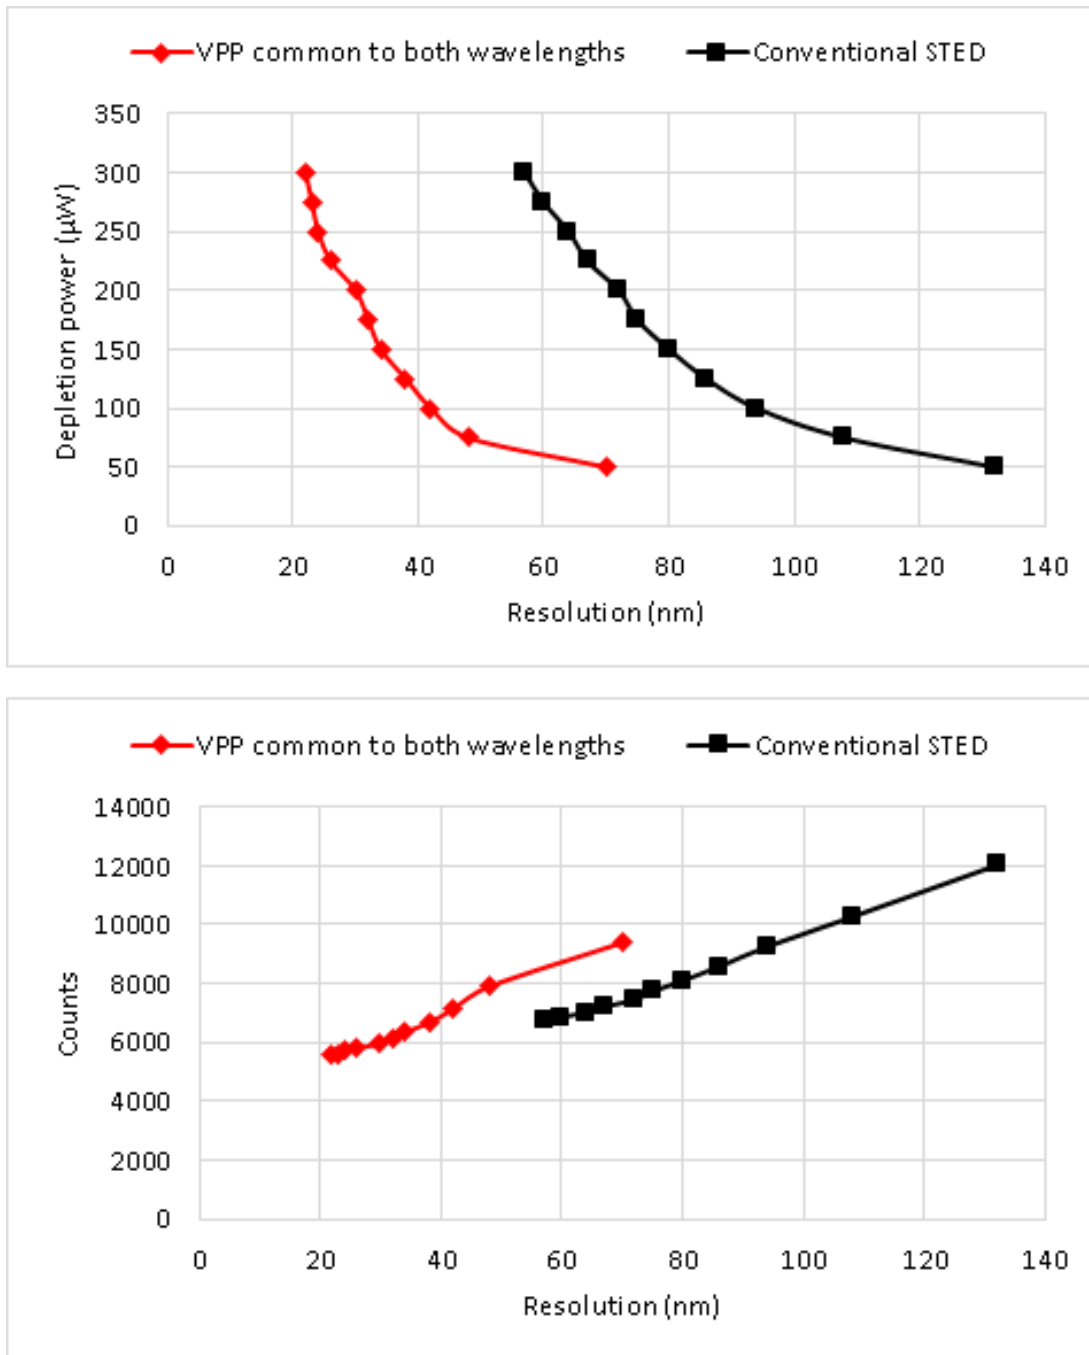 VPP common to both wavelengths Conventional STED
350
300
250
200
150
100
50
0
Depletion power (µW)
0 20 40 60 80 100 120 140
Resolution (nm)
VPP common to both wavelengths Conventional STED
14000
12000
10000
8000
6000
4000
2000
0
Counts
0 20 40 60 80 100 120 140
Resolution (nm)